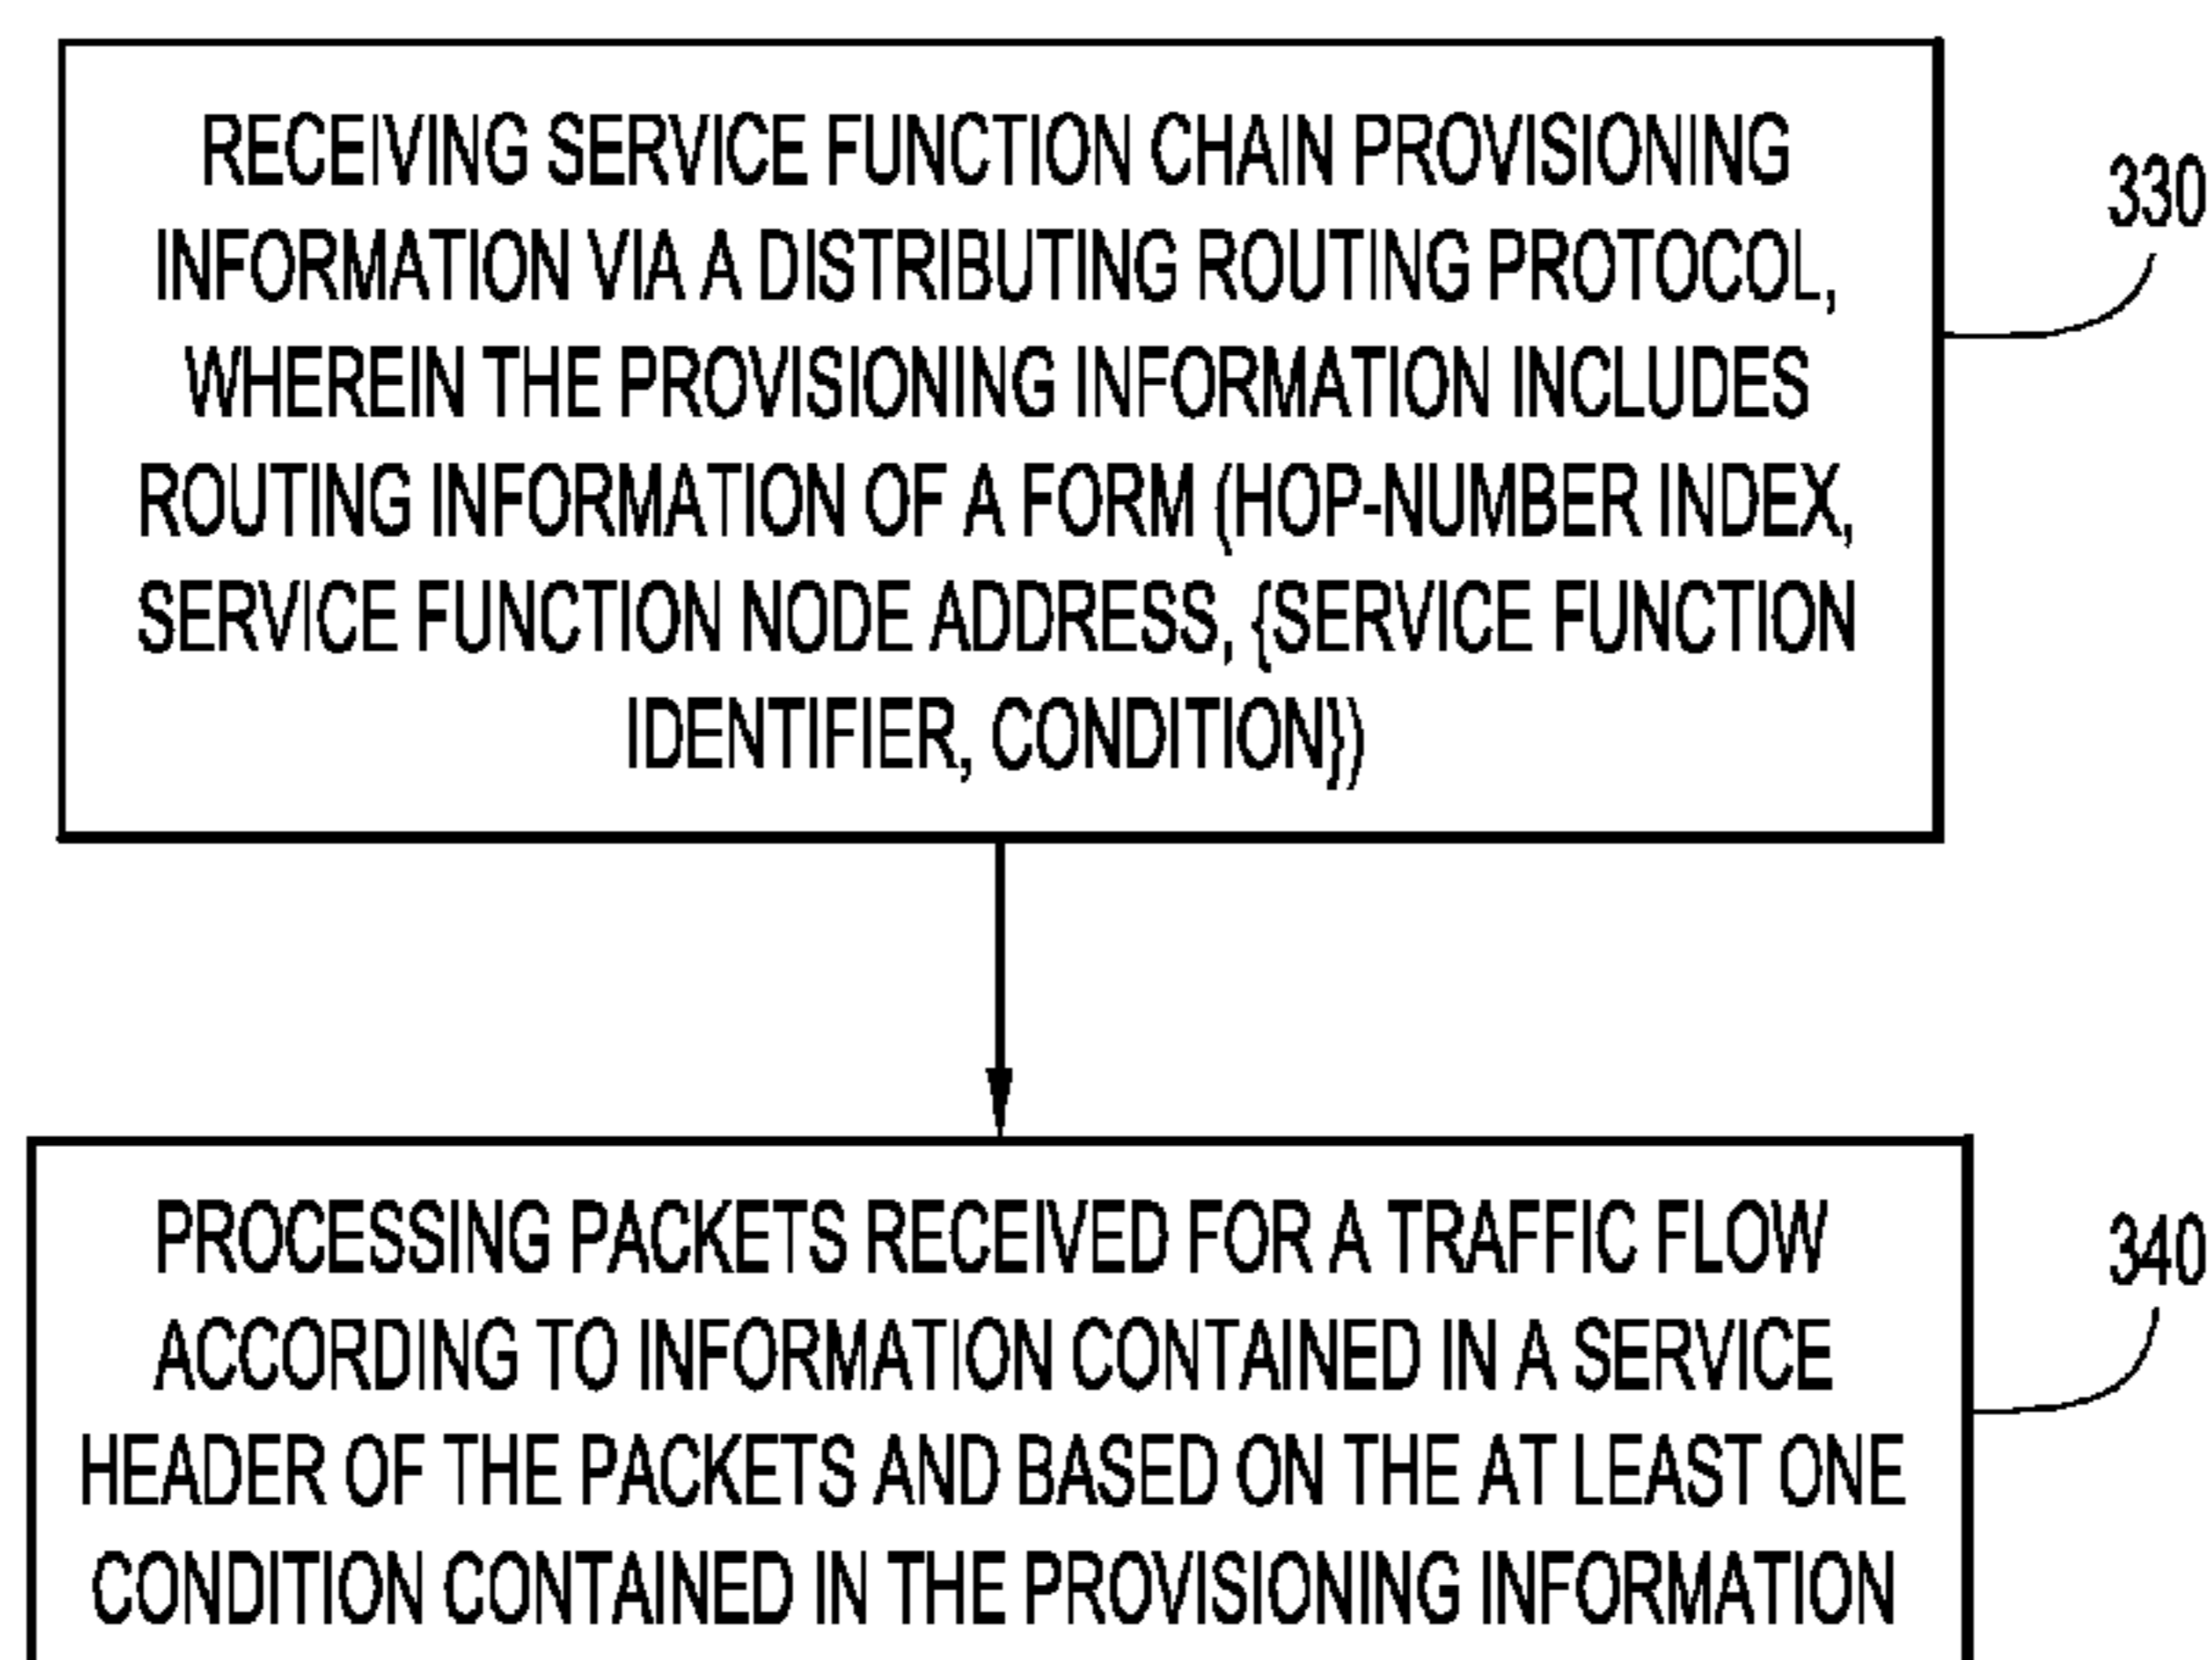 RECEIVING SERVICE FUNCTION CHAIN PROVISIONING
INFORMATION VIA A DISTRIBUTING ROUTING PROTOCOL,
WHEREIN THE PROVISIONING INFORMATION INCLUDES
ROUTING INFORMATION OF A FORM (HOP-NUMBER INDEX,
SERVICE FUNCTION NODE ADDRESS, {SERVICE FUNCTION
IDENTIFIER, CONDITION})
330
PROCESSING PACKETS RECEIVED FOR A TRAFFIC FLOW
ACCORDING TO INFORMATION CONTAINED IN A SERVICE
HEADER OF THE PACKETS AND BASED ON THE AT LEAST ONE
CONDITION CONTAINED IN THE PROVISIONING INFORMATION
340